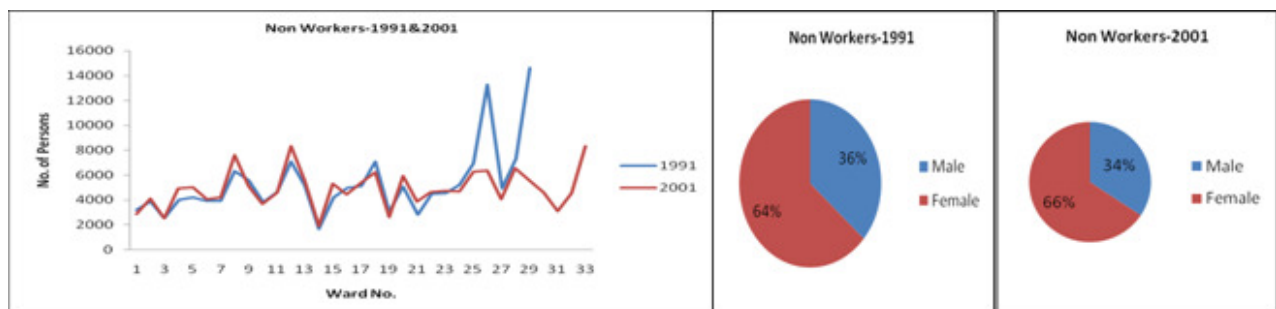 Non Workers-1991&2001
No. of Persons
16000
14000
12000
10000
8000
6000
4000
2000
0
1 3 5 7 9 11 13 15 17 19 21 23 25 27 29 31 33
Ward No.
1991
2001
Non Workers-1991
36%
64%
Male
Female
Non Workers-2001
34%
66%
Male
Female